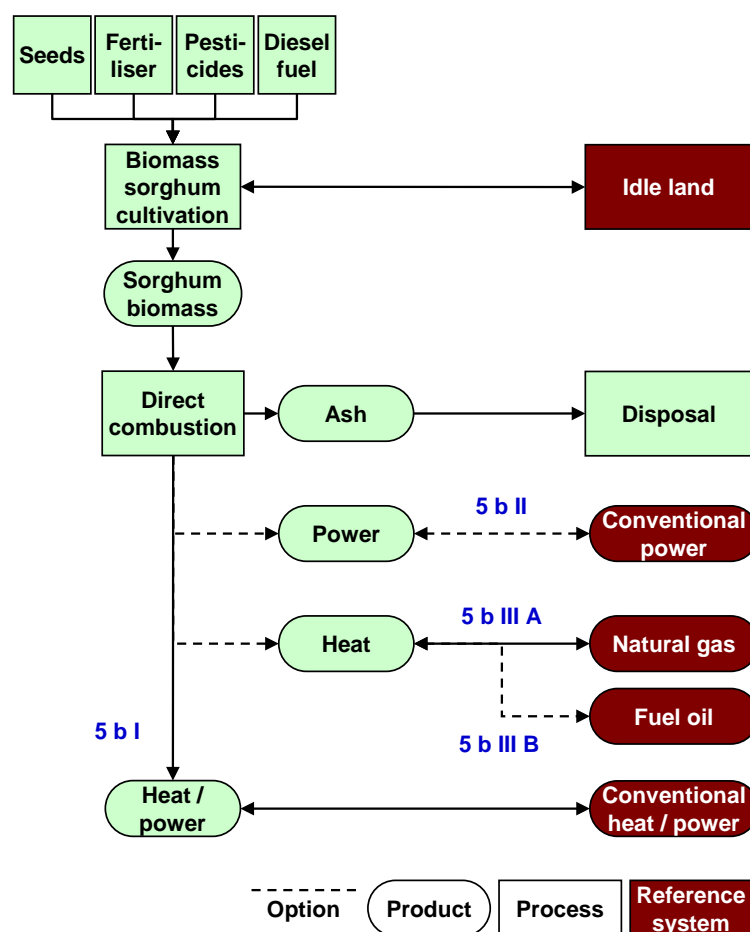 Seeds
Ferti-
liser
Pesti-
cides
Diesel
fuel
Biomass
sorghum
cultivation
Idle land
Sorghum
biomass
Direct
combustion
Ash
Disposal
5 b II
Power
Conventional
power
5 b III A
Heat
Natural gas
Fuel oil
5 b I
5 b III B
Heat /
power
Conventional
heat / power
Option
Product
Process
Reference
system